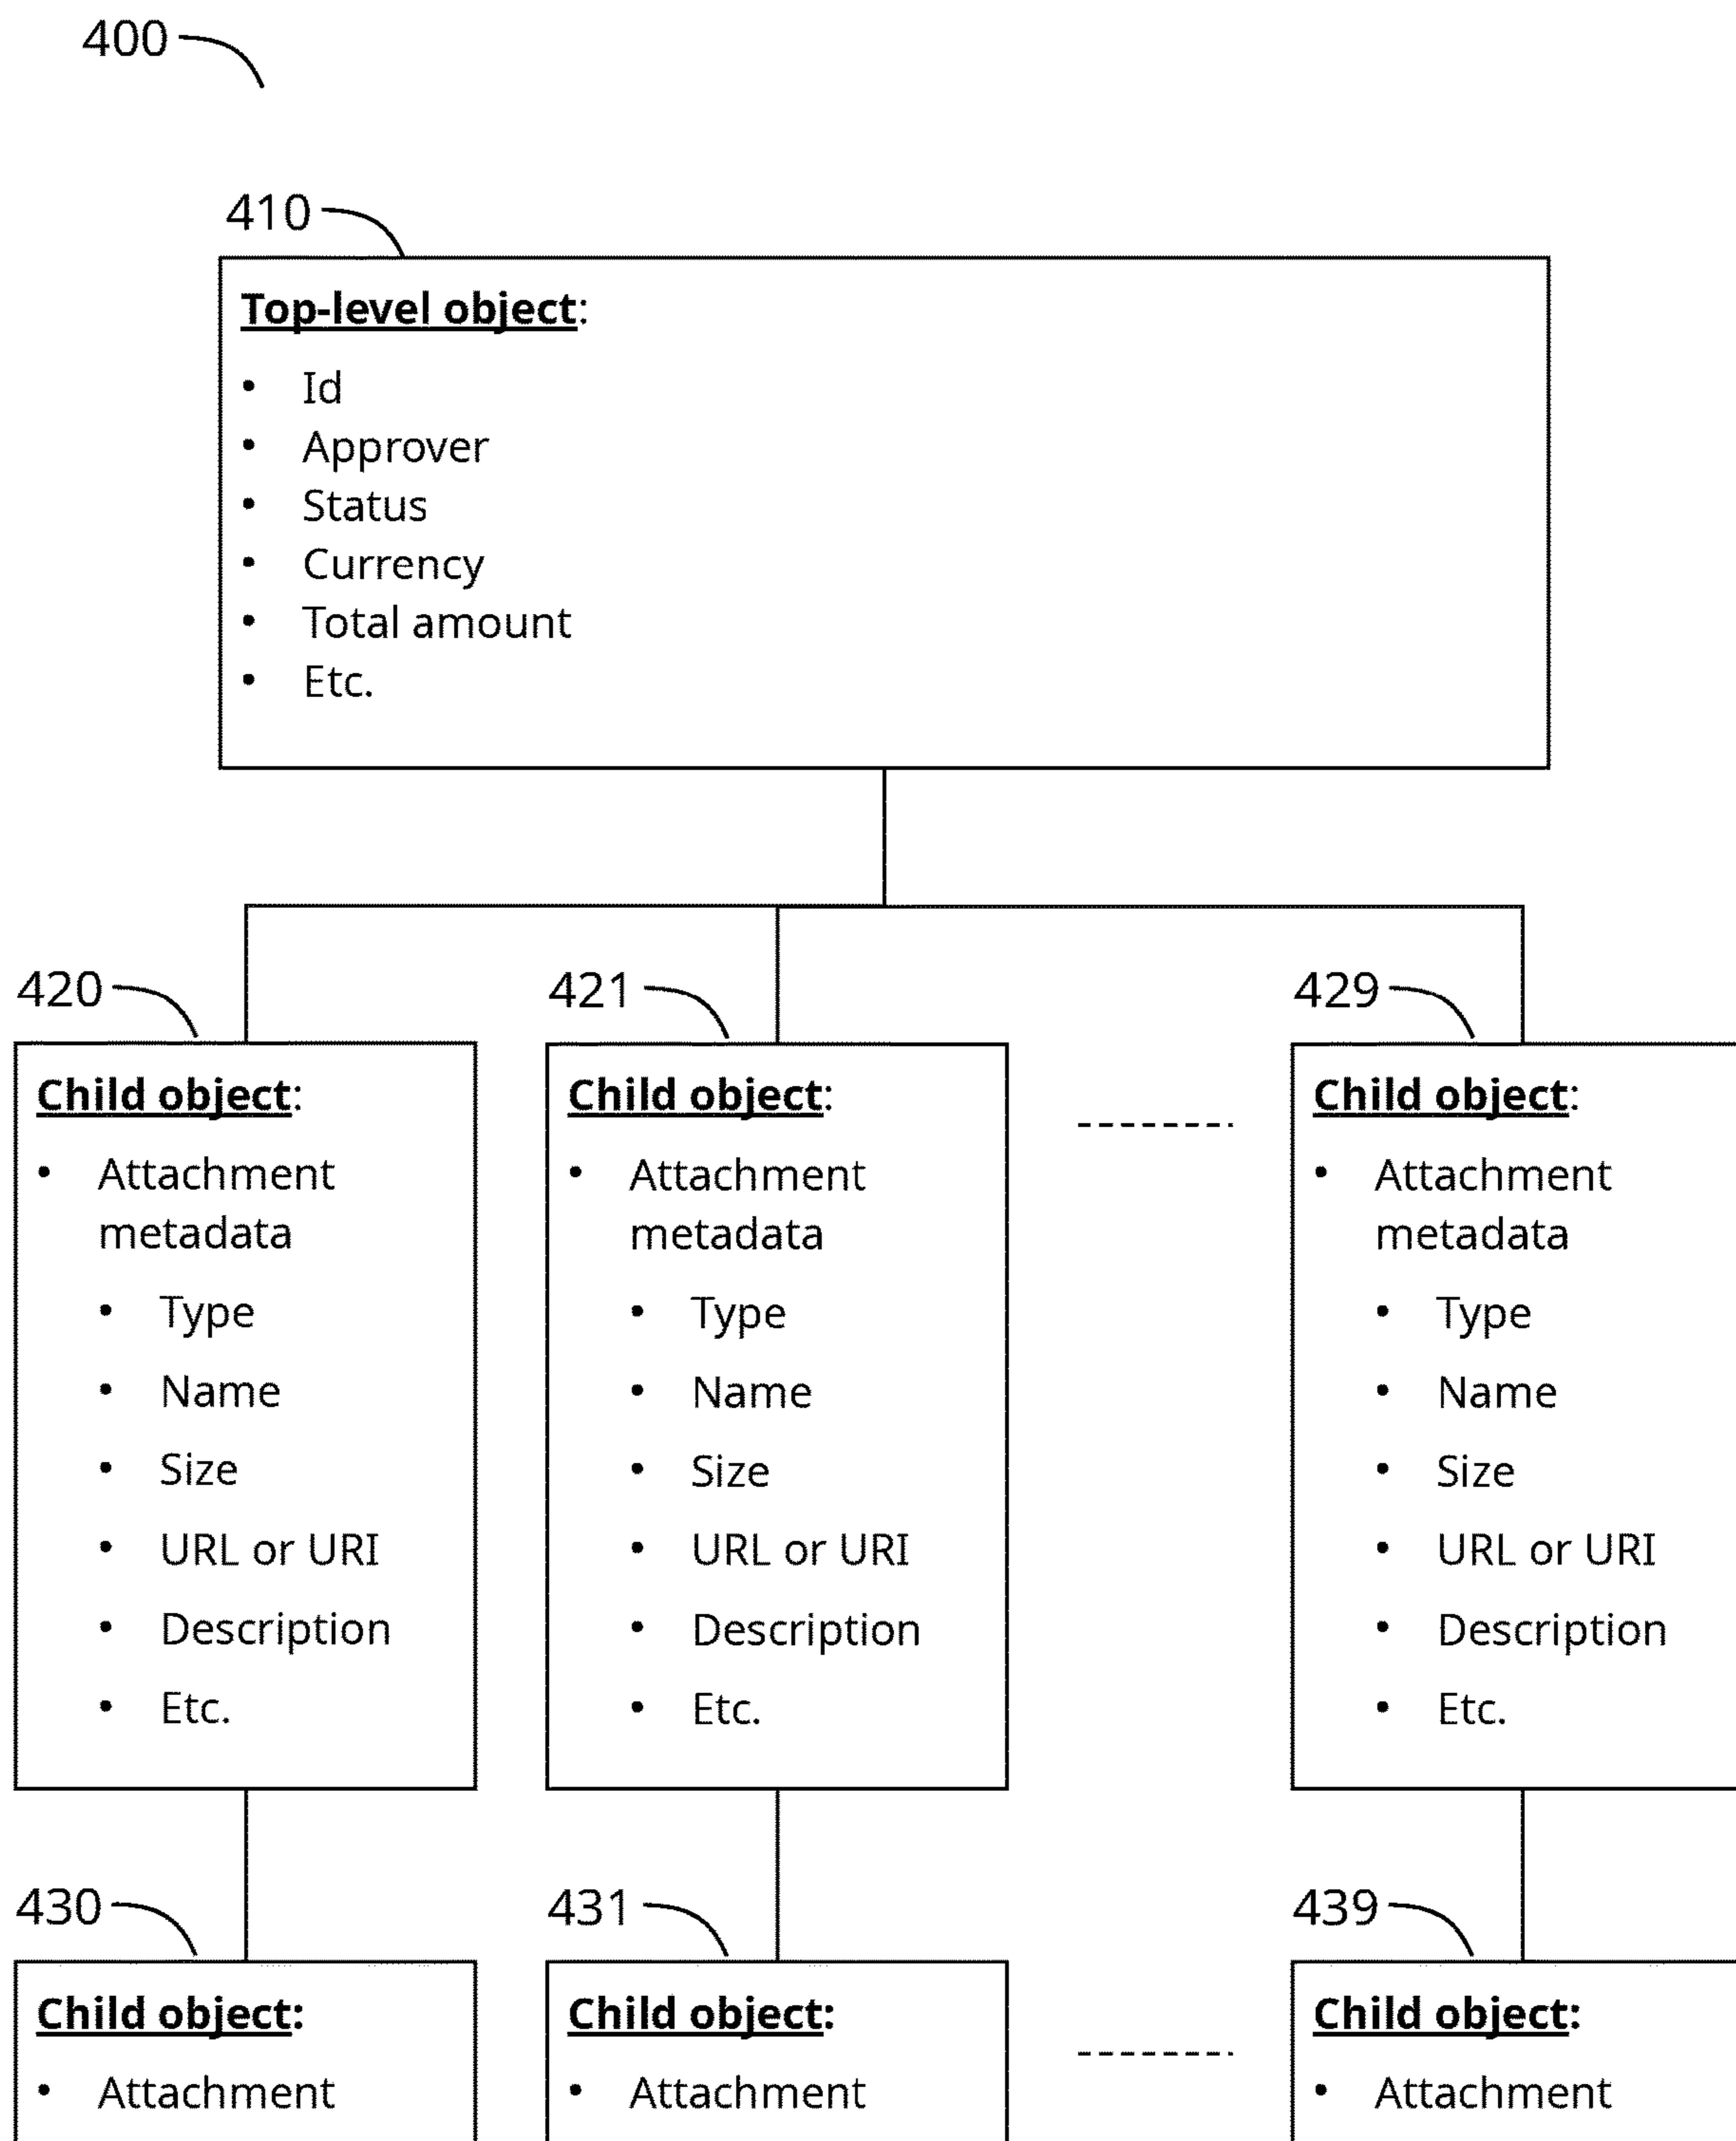 400
410
Top-level object:
• Id
• Approver
• Status
• Currency
• Total amount
• Etc.
420
Child object:
• Attachment
metadata
• Type
• Name
• Size
• URL or URI
• Description
• Etc.
421
Child object:
• Attachment
metadata
• Type
• Name
• Size
• URL or URI
• Description
• Etc.
429
Child object:
• Attachment
metadata
• Type
• Name
• Size
• URL or URI
• Description
• Etc.
430
Child object:
• Attachment
431
Child object:
• Attachment
439
Child object:
• Attachment